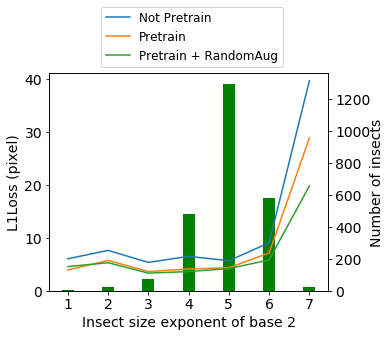 Not Pretrain
Pretrain
Pretrain + RandomAug
40
30
20
10
0
L1Loss (pixel)
1200
1000
800
600
400
200
0
Number of insects
1 2 3 4 5 6 7
Insect size exponent of base 2